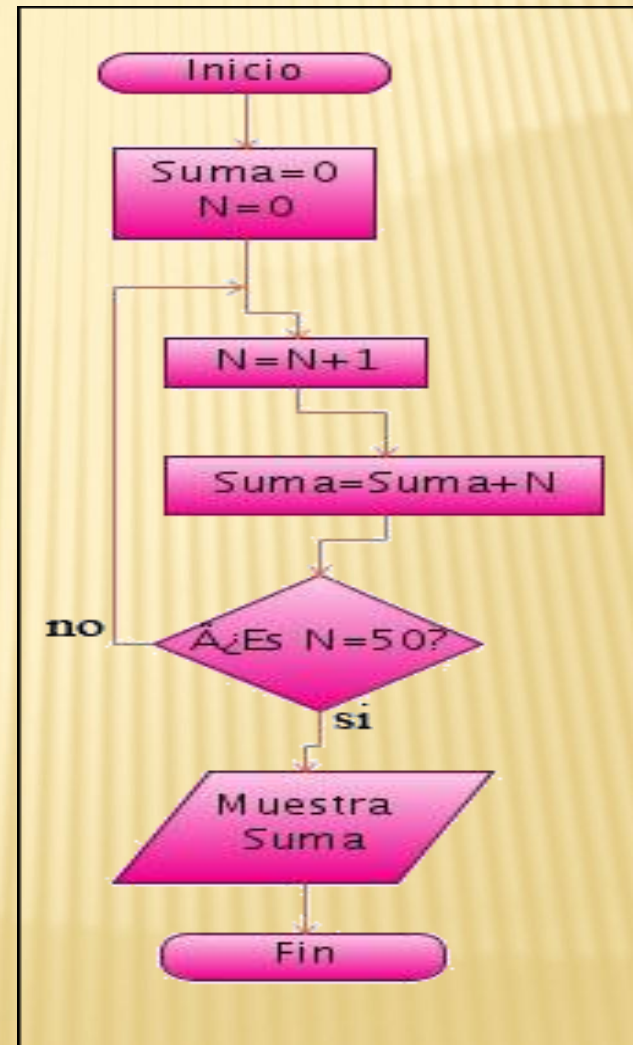 Inicio
Suma=0
N=0
N=N+1
Suma=Suma+N
no
Â¿Es N=50?
si
Muestra
Suma
Fin